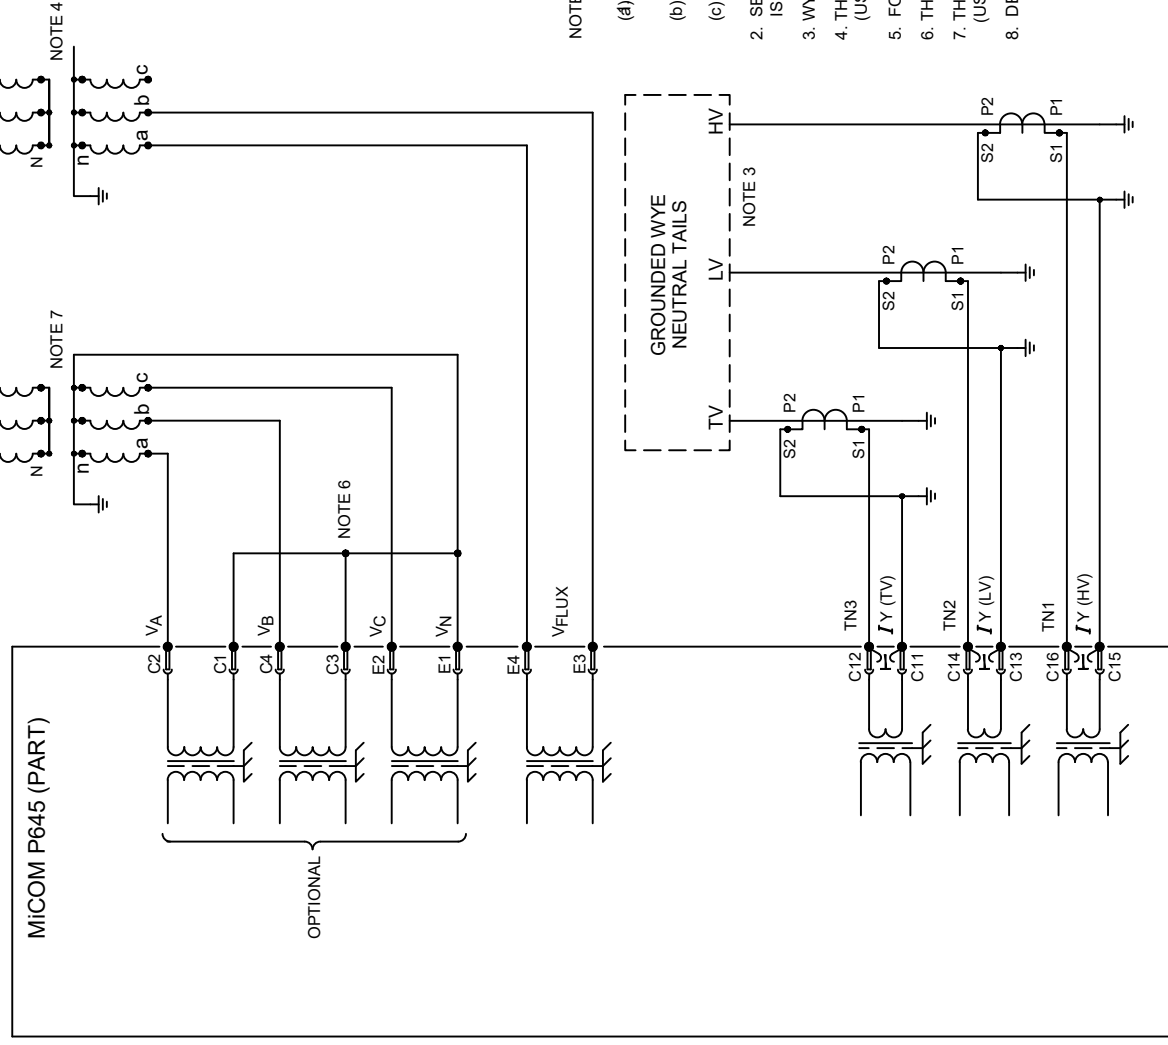 NOTE 4
N
n
a
b
c
NOTE 7
N
n
a
b
c
NOTE
(a)
(b)
(c)
2. SE
IS
3. WY
4. TH
(US
5. FO
6. TH
7. TH
(US
8. DE
GROUNDED WYE
NEUTRAL TAILS
HV
LV
TV
NOTE 3
P2
P1
S2
S1
P2
P1
S2
S1
P2
P1
S2
S1
NOTE 6
MiCOM P645 (PART)
OPTIONAL
C2
VA
C1
C4
VB
C3
E2
VC
E1
VN
E4
VFLUX
E3
C12
TN3
I Y (TV)
C11
C14
TN2
I Y (LV)
C13
C16
TN1
I Y (HV)
C15